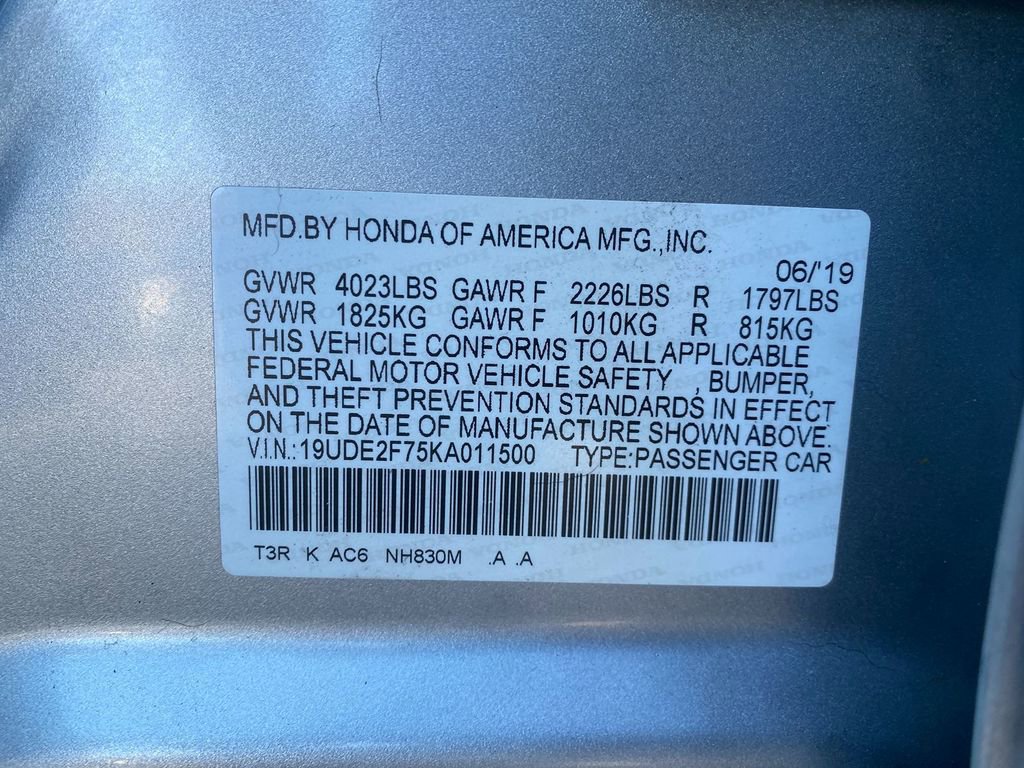 MFD.BY HONDA OF AMERICA MFG.,INC.
06/'19
GVWR 4023LBS GAWR F 2226LBS R 1797LBS
GVWR 1825KG GAWR F 1010KG R 815KG
THIS VEHICLE CONFORMS TO ALL APPLICABLE
FEDERAL MOTOR VEHICLE SAFETY , BUMPER,
AND THEFT PREVENTION STANDARDS IN EFFECT
ON THE DATE OF MANUFACTURE SHOWN ABOVE.
V.I.N.:19UDE2F75KA011500 TYPE:PASSENGER CAR
T3R K AC6 NH830M .A .A